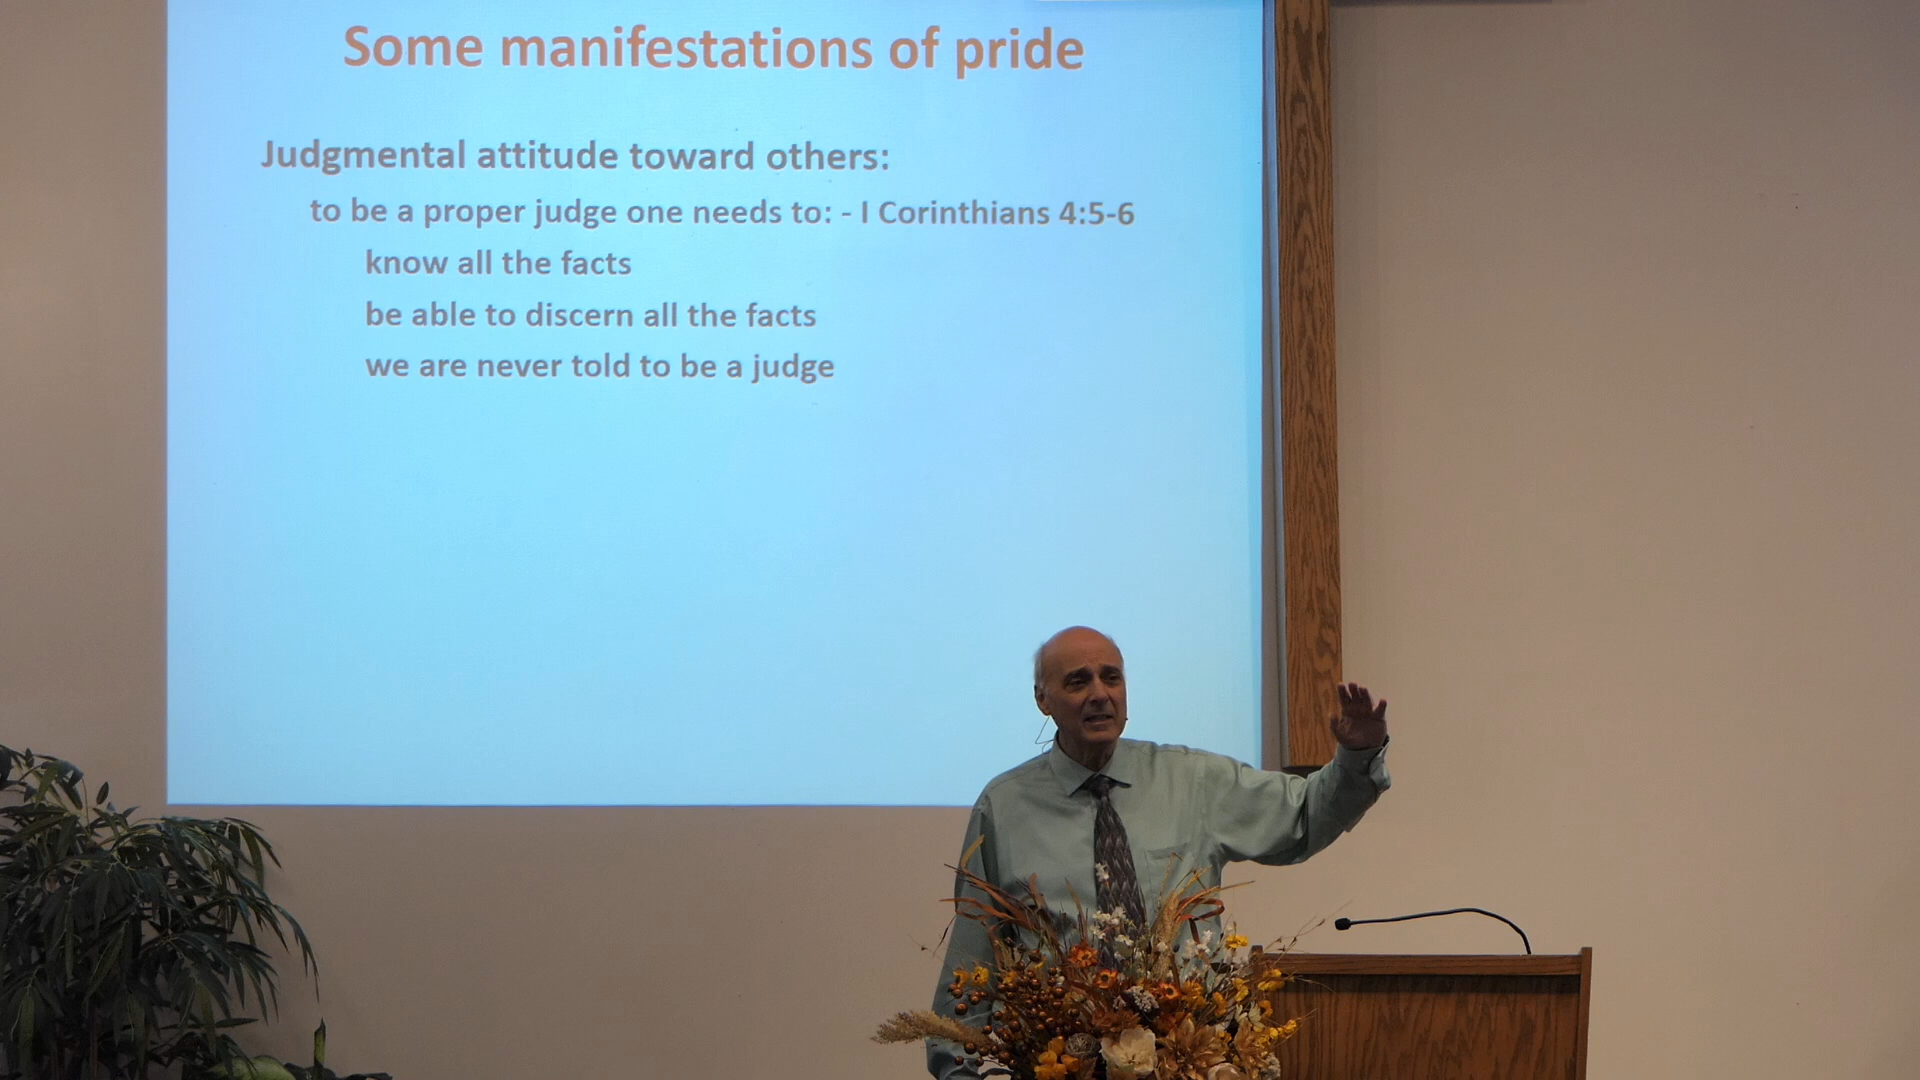 Some manifestations of pride
Judgmental attitude toward others:
to be a proper judge one needs to: - I Corinthians 4:5-6
know all the facts
be able to discern all the facts
we are never told to be a judge